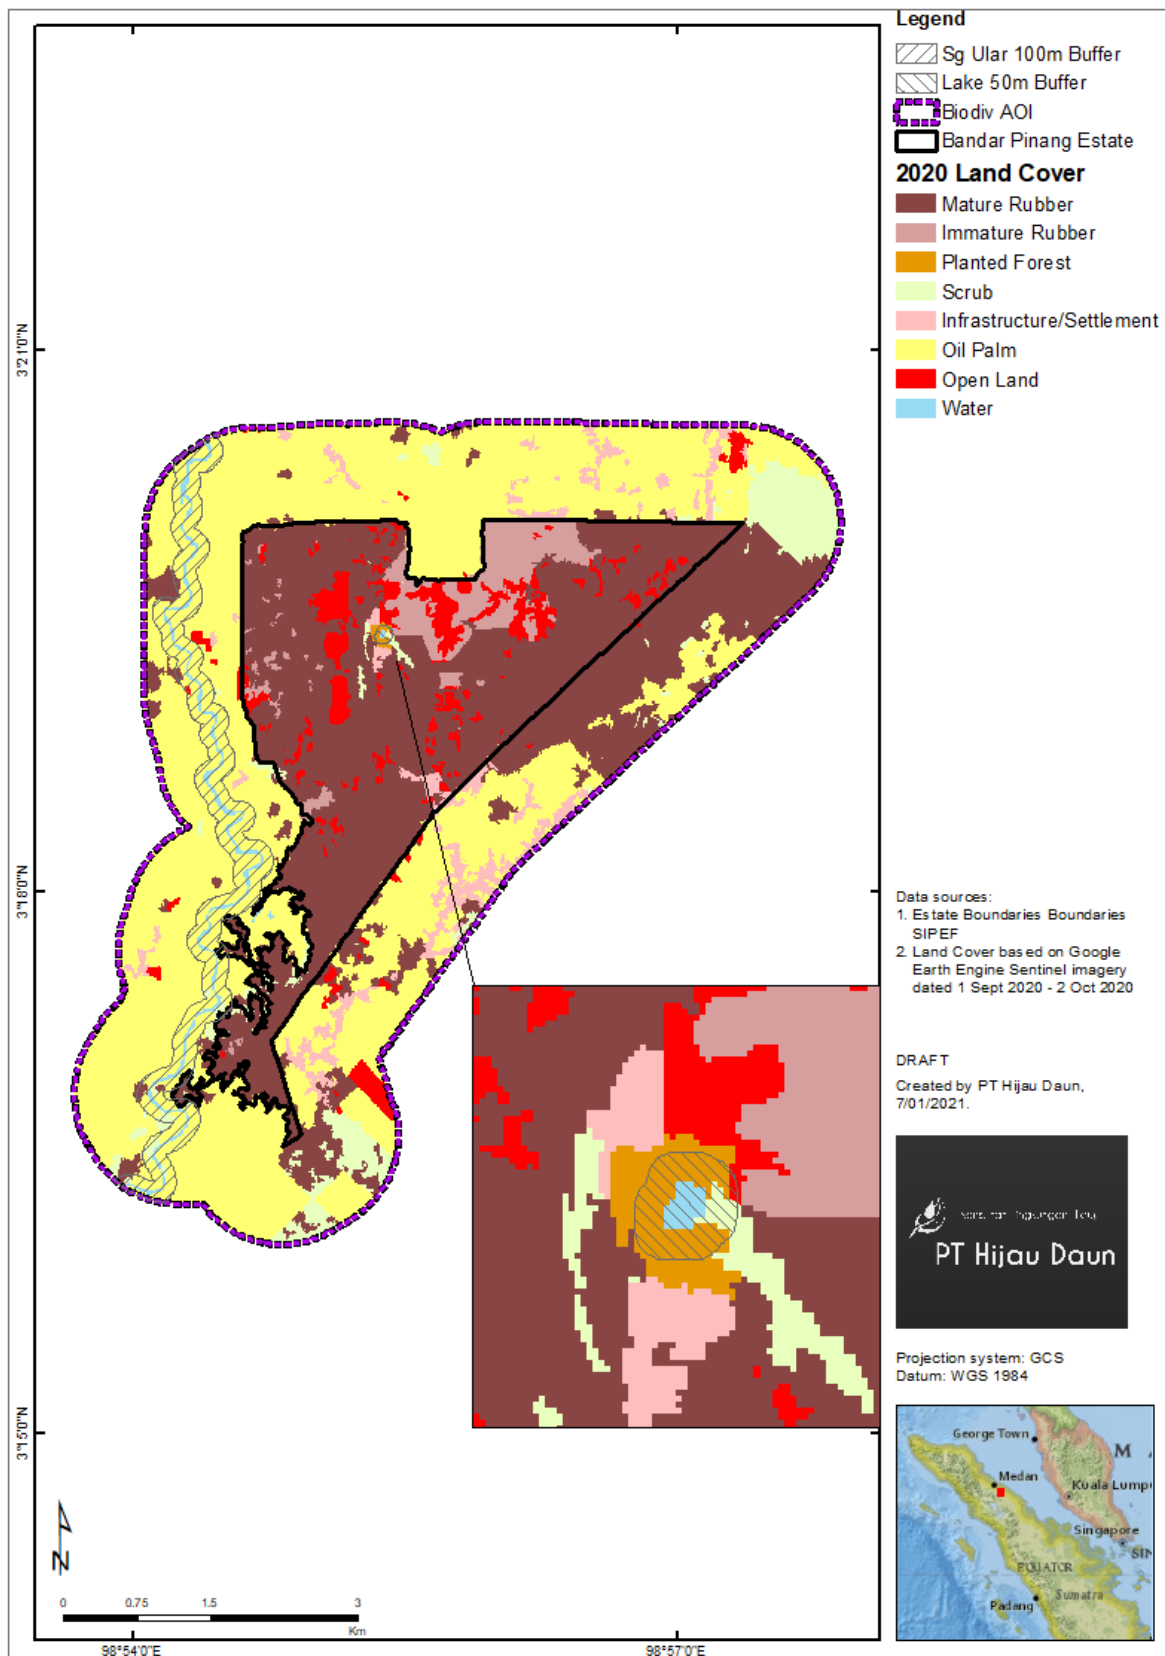 Legend
Sg Ular 100m Buffer
Lake 50m Buffer
Biodiv AOI
Bandar Pinang Estate
2020 Land Cover
Mature Rubber
Immature Rubber
Planted Forest
Scrub
Infrastructure/Settlement
Oil Palm
Open Land
Water
3°21'0"N
3°18'0"N
3°15'0"N
Data sources:
1. Estate Boundaries Boundaries
SIPEF
2. Land Cover based on Google
Earth Engine Sentinel imagery
dated 1 Sept 2020 - 2 Oct 2020
DRAFT
Created by PT Hijau Daun,
7/01/2021.
PT Hijau Daun
Projection system: GCS
Datum: WGS 1984
George Town
M
Medan
Kuala Lumpu
Singapore
SIN
EQUATOR
Sumatra
Padang
N
0 0.75 1.5 3
Km
98°54'0"E 98°57'0"E